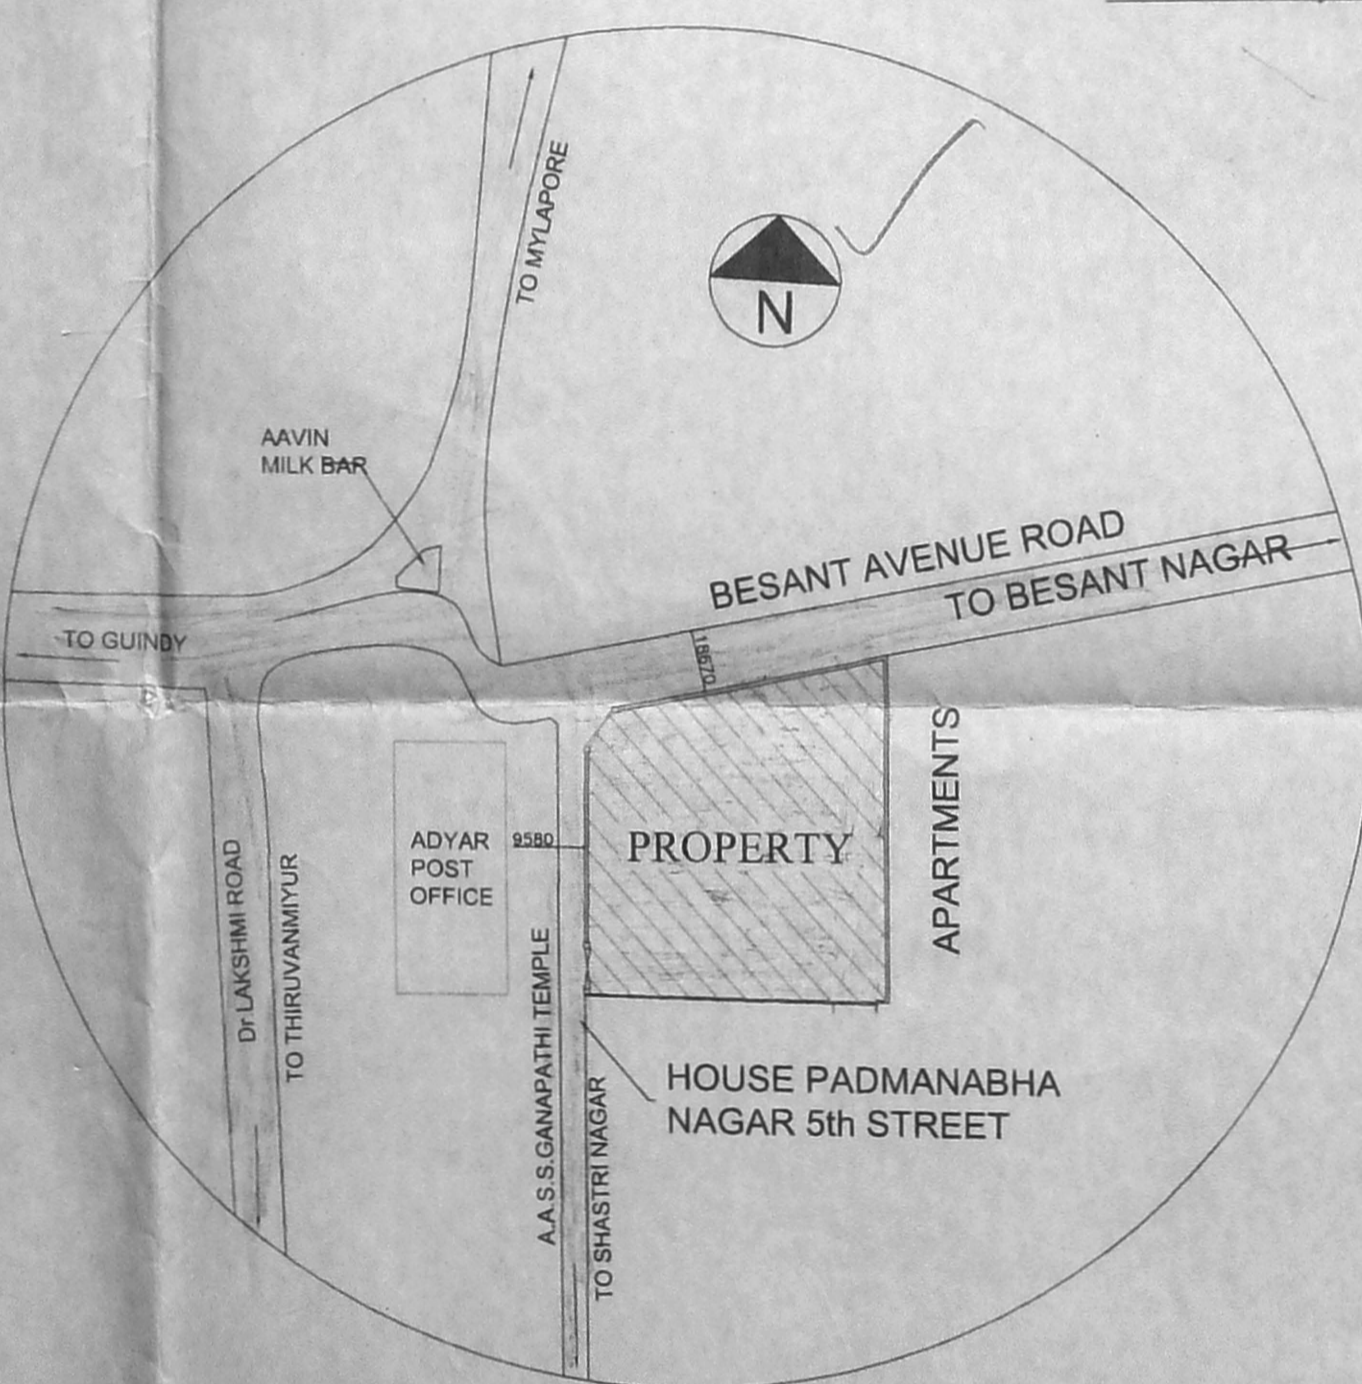 TO MYLAPORE
N
AAVIN
MILK BAR
BESANT AVENUE ROAD
TO BESANT NAGAR
TO GUINDY
18670
ADYAR
POST
OFFICE
9580
PROPERTY
APARTMENTS
Dr LAKSHMI ROAD
TO THIRUVANMIYUR
A.A.S.S.GANAPATHI TEMPLE
TO SHASTRI NAGAR
HOUSE PADMANABHA
NAGAR 5th STREET